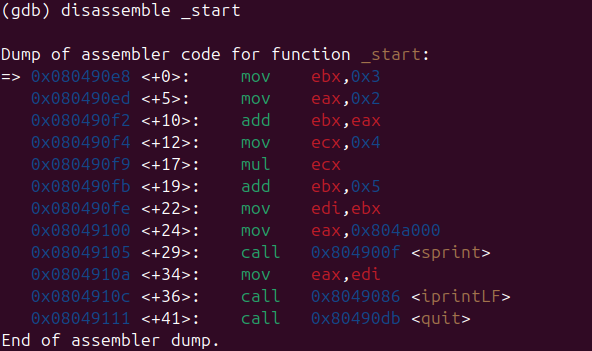 (gdb) disassemble _start
Dump of assembler code for function _start:
=> 0x080490e8 <+0>:     mov    ebx,0x3
   0x080490ed <+5>:     mov    eax,0x2
   0x080490f2 <+10>:    add    ebx,eax
   0x080490f4 <+12>:    mov    ecx,0x4
   0x080490f9 <+17>:    mul    ecx
   0x080490fb <+19>:    add    ebx,0x5
   0x080490fe <+22>:    mov    edi,ebx
   0x08049100 <+24>:    mov    eax,0x804a000
   0x08049105 <+29>:    call   0x804900f <sprint>
   0x0804910a <+34>:    mov    eax,edi
   0x0804910c <+36>:    call   0x8049086 <iprintLF>
   0x08049111 <+41>:    call   0x80490db <quit>
End of assembler dump.